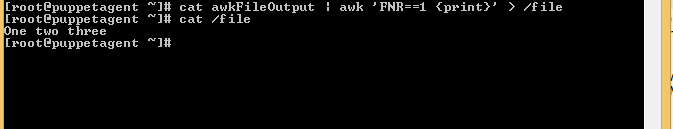 [root@puppetagent ~]# cat awkFileOutput | awk 'FNR==1 {print}' > /file
[root@puppetagent ~]# cat /file
One two three
[root@puppetagent ~]#